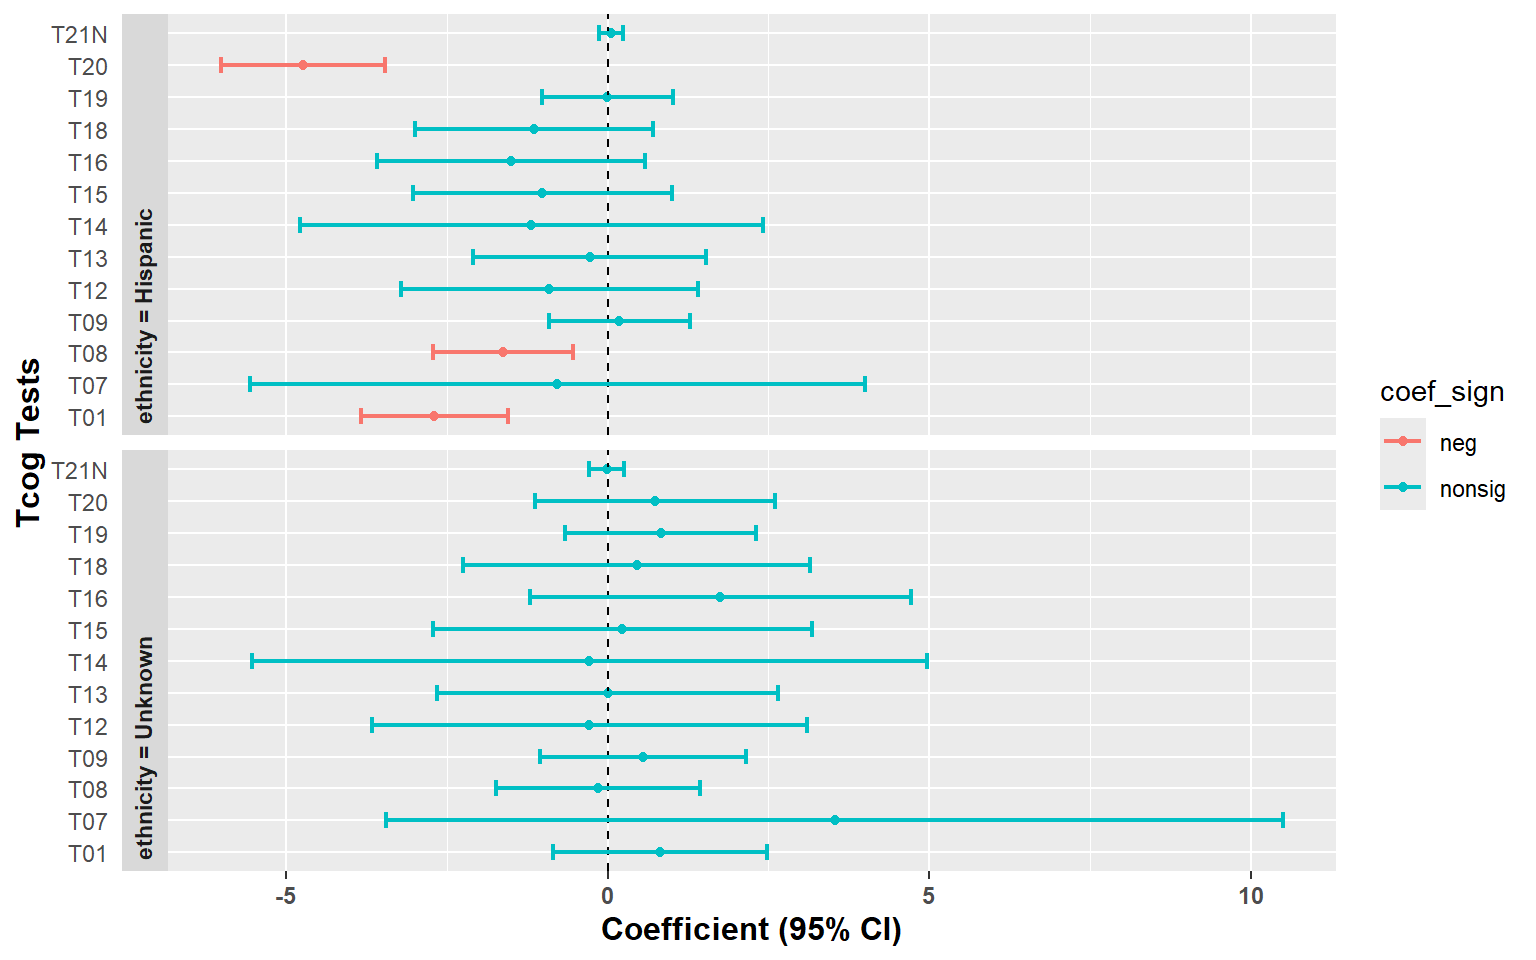 T21N
T20
T19
T18
T16
T15
T14
T13
T12
T09
T08
T07
T01
ethnicity = Hispanic
T21N
T20
T19
T18
T16
T15
T14
T13
T12
T09
T08
T07
T01
ethnicity = Unknown
Tcog Tests
-5
0
5
10
Coefficient (95% CI)
coef_sign
neg
nonsig